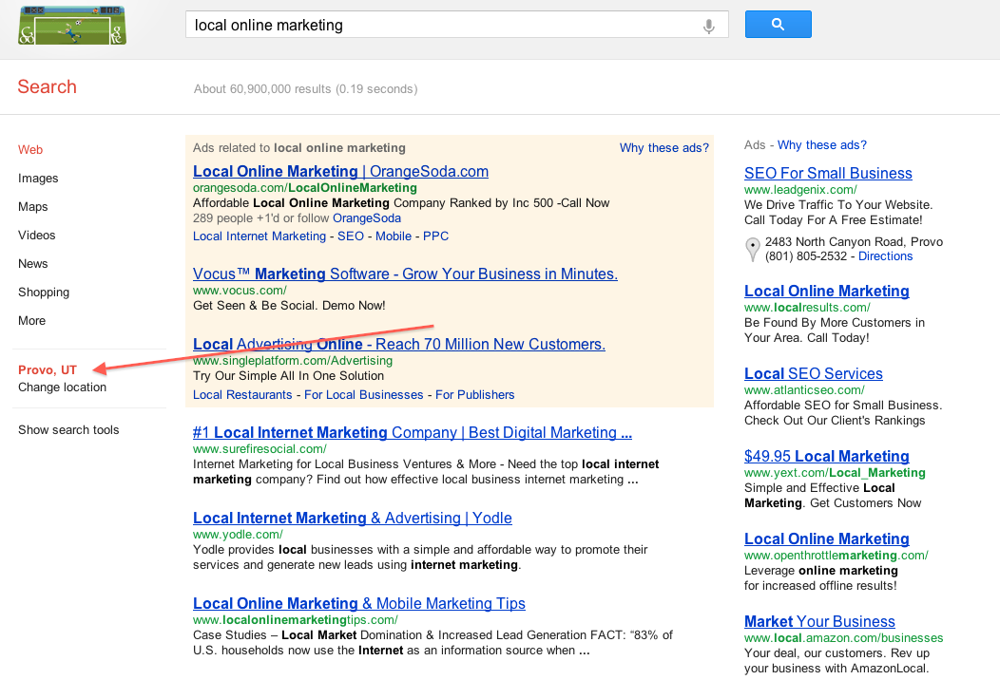 local online marketing
Search
About 60,900,000 results (0.19 seconds)
Web
Images
Maps
Videos
News
Shopping
More
Provo, UT
Change location
Show search tools
Ads related to local online marketing
Why these ads?
Local Online Marketing | OrangeSoda.com
orangesoda.com/LocalOnlineMarketing
Affordable Local Online Marketing Company Ranked by Inc 500 -Call Now
289 people +1'd or follow OrangeSoda
Local Internet Marketing - SEO - Mobile - PPC
Vocus™ Marketing Software - Grow Your Business in Minutes.
www.vocus.com/
Get Seen & Be Social. Demo Now!
Local Advertising Online - Reach 70 Million New Customers.
www.singleplatform.com/Advertising
Try Our Simple All In One Solution
Local Restaurants - For Local Businesses - For Publishers
#1 Local Internet Marketing Company | Best Digital Marketing ...
www.surefiresocial.com/
Internet Marketing for Local Business Ventures & More - Need the top local internet
marketing company? Find out how effective local business internet marketing ...
Local Internet Marketing & Advertising | Yodle
www.yodle.com/
Yodle provides local businesses with a simple and affordable way to promote their
services and generate new leads using internet marketing.
Local Online Marketing & Mobile Marketing Tips
www.localonlinemarketingtips.com/
Case Studies – Local Market Domination & Increased Lead Generation FACT: “83% of
U.S. households now use the Internet as an information source when ...
Ads - Why these ads?
SEO For Small Business
www.leadgenix.com/
We Drive Traffic To Your Website.
Call Today For A Free Estimate!
2483 North Canyon Road, Provo
(801) 805-2532 - Directions
Local Online Marketing
www.localresults.com/
Be Found By More Customers in
Your Area. Call Today!
Local SEO Services
www.atlanticseo.com/
Affordable SEO for Small Business.
Check Out Our Client's Rankings
$49.95 Local Marketing
www.yext.com/Local_Marketing
Simple and Effective Local
Marketing. Get Customers Now
Local Online Marketing
www.openthrottlemarketing.com/
Leverage online marketing
for increased offline results!
Market Your Business
www.local.amazon.com/businesses
Your deal, our customers. Rev up
your business with AmazonLocal.